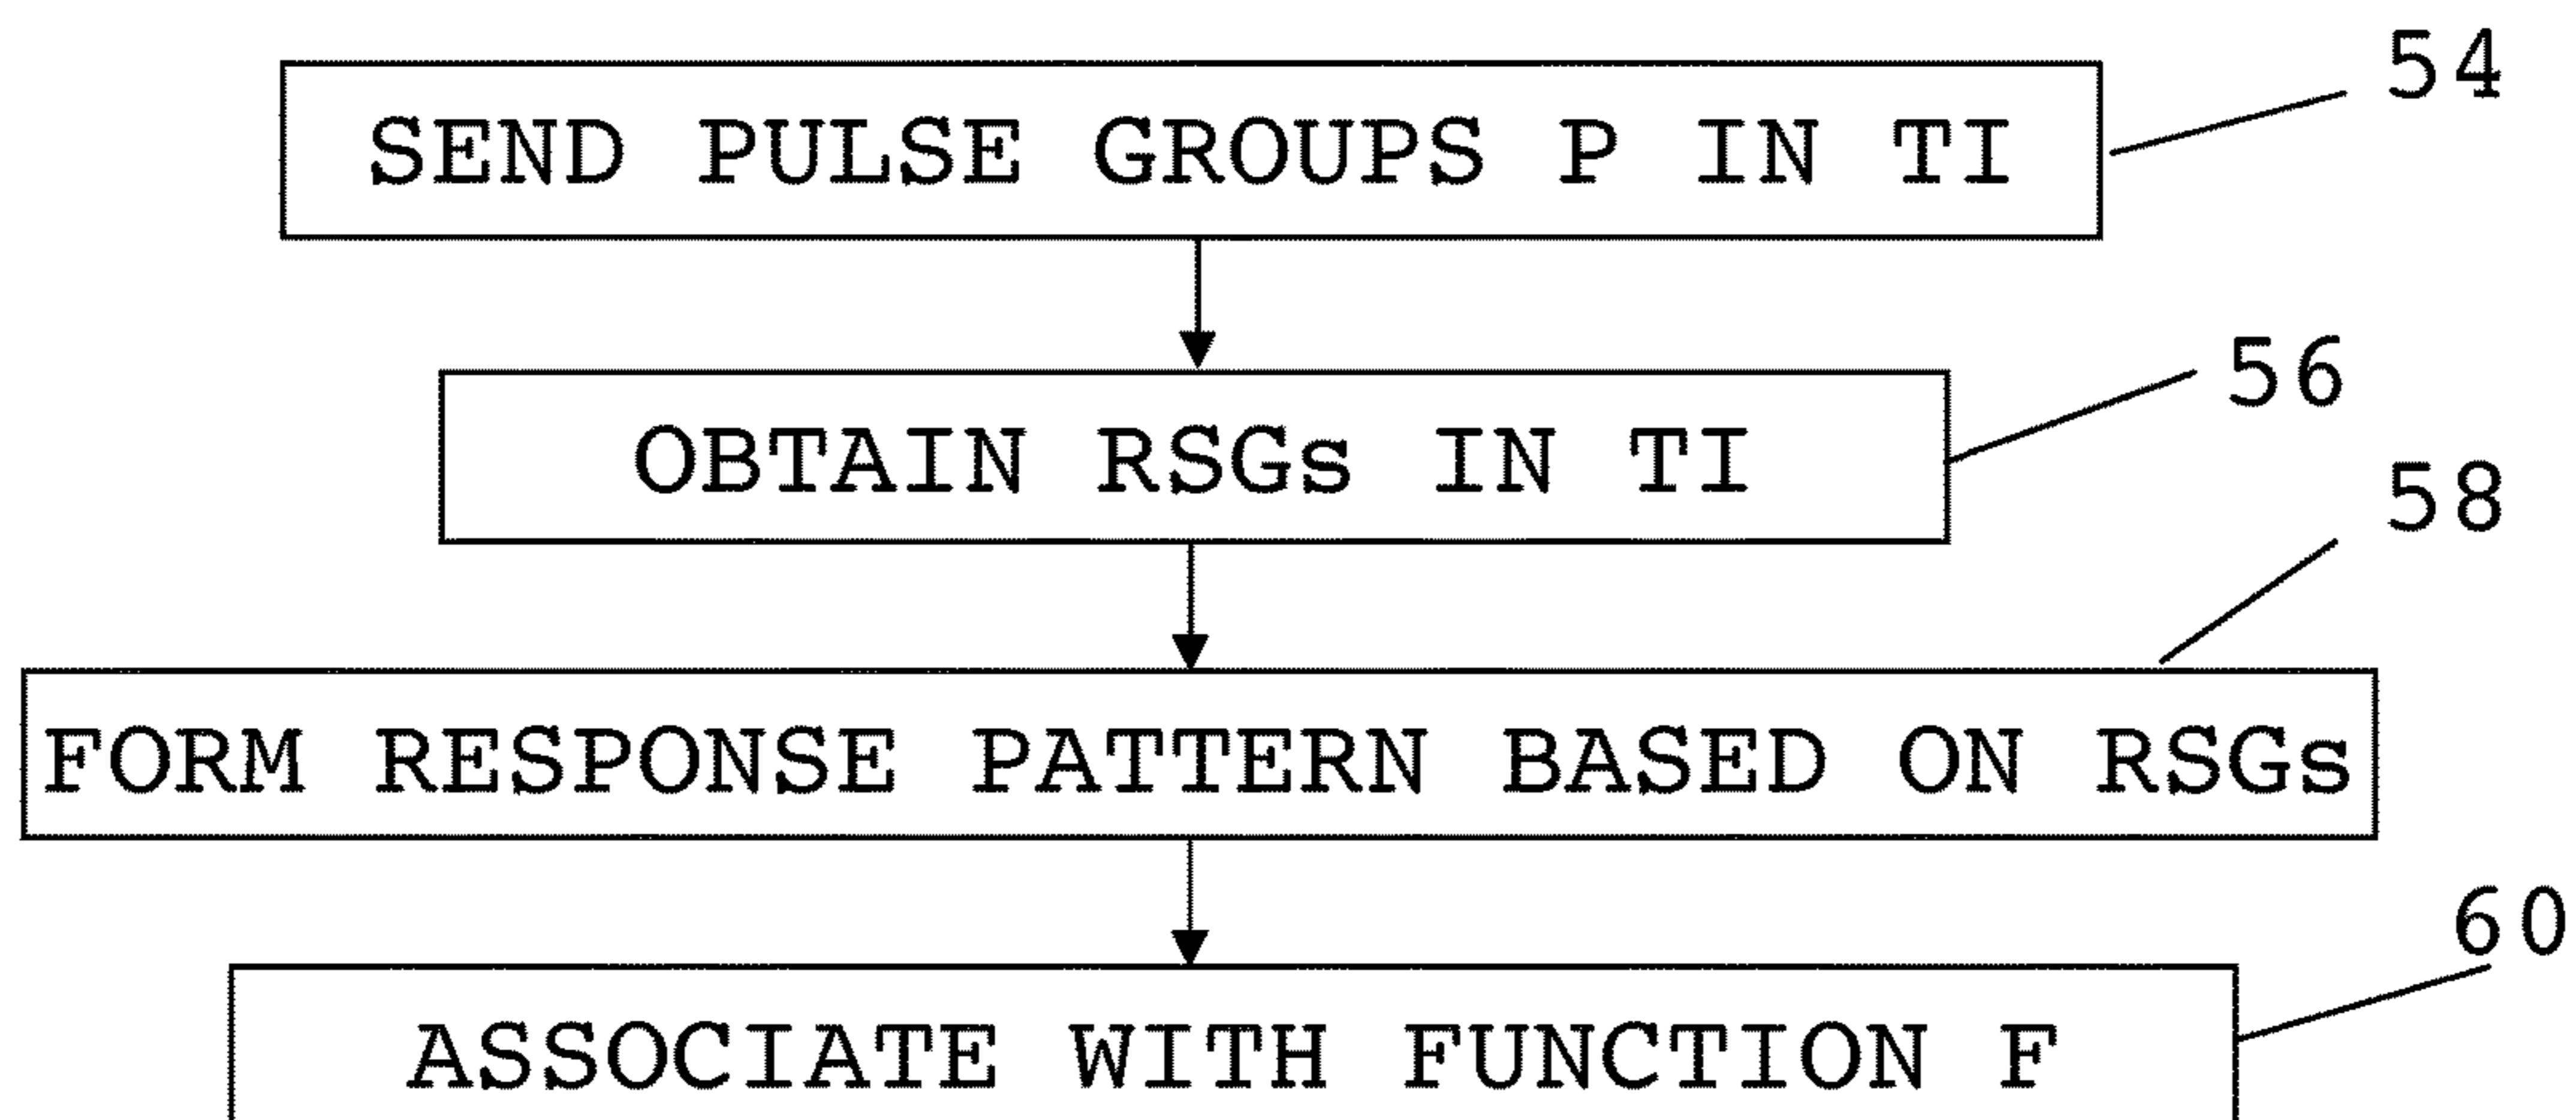 54
SEND PULSE GROUPS P IN TI
56
OBTAIN RSGs IN TI
58
FORM RESPONSE PATTERN BASED ON RSGs
60
ASSOCIATE WITH FUNCTION F